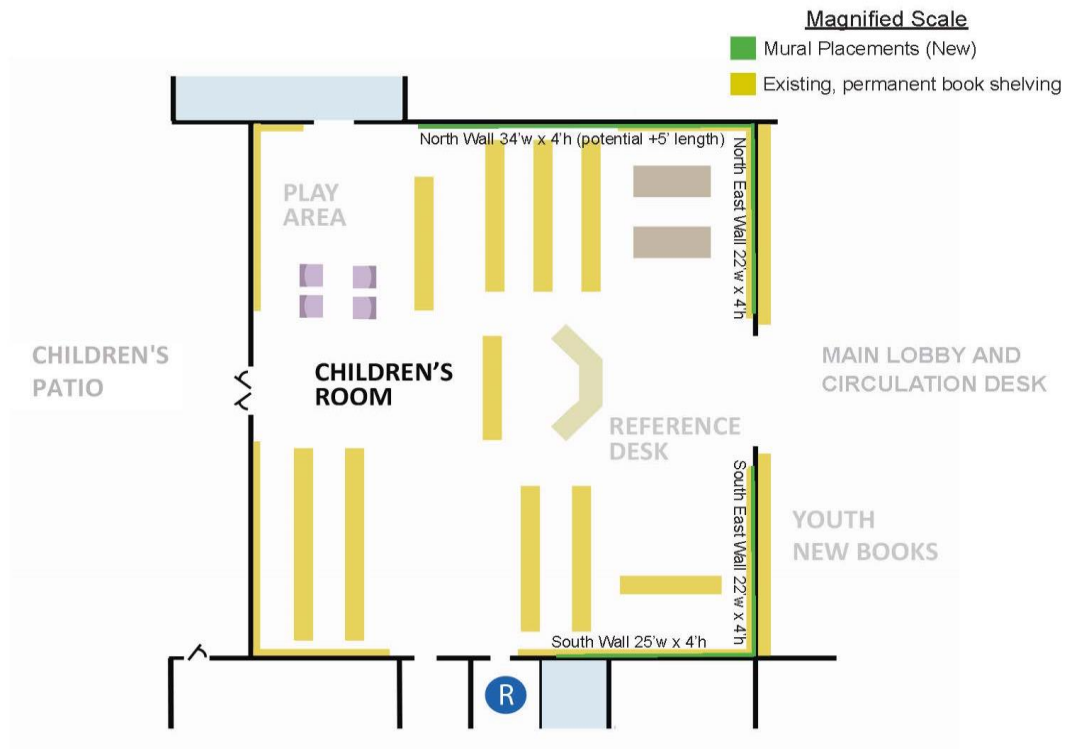 Magnified Scale
Mural Placements (New)
Existing, permanent book shelving
North Wall 34'w x 4'h (potential +5' length)
North East Wall 22'w x 4'h
PLAY
AREA
CHILDREN'S
PATIO
CHILDREN'S
ROOM
MAIN LOBBY AND
CIRCULATION DESK
REFERENCE
DESK
South East Wall 22'w x 4'h
YOUTH
NEW BOOKS
South Wall 25'w x 4'h
R